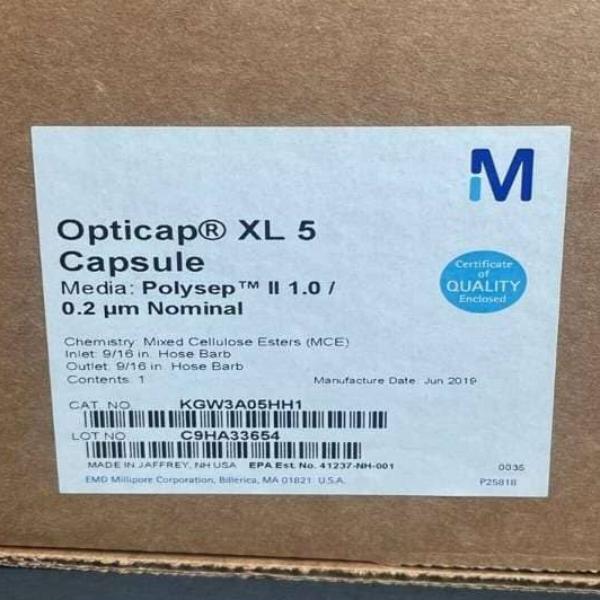 M
Opticap® XL 5
Capsule
Media: Polysep™ II 1.0 /
0.2 µm Nominal
Certificate
of
QUALITY
Enclosed
Chemistry: Mixed Cellulose Esters (MCE)
Inlet: 9/16 in. Hose Barb
Outlet: 9/16 in. Hose Barb
Contents: 1
Manufacture Date: Jun 2019
CAT. NO. KGW3A05HH1
LOT NO. C9HA33654
MADE IN JAFFREY, NH USA EPA Est. No. 41237-NH-001
0035
EMD Millipore Corporation, Billerica, MA 01821 U.S.A.
P25818